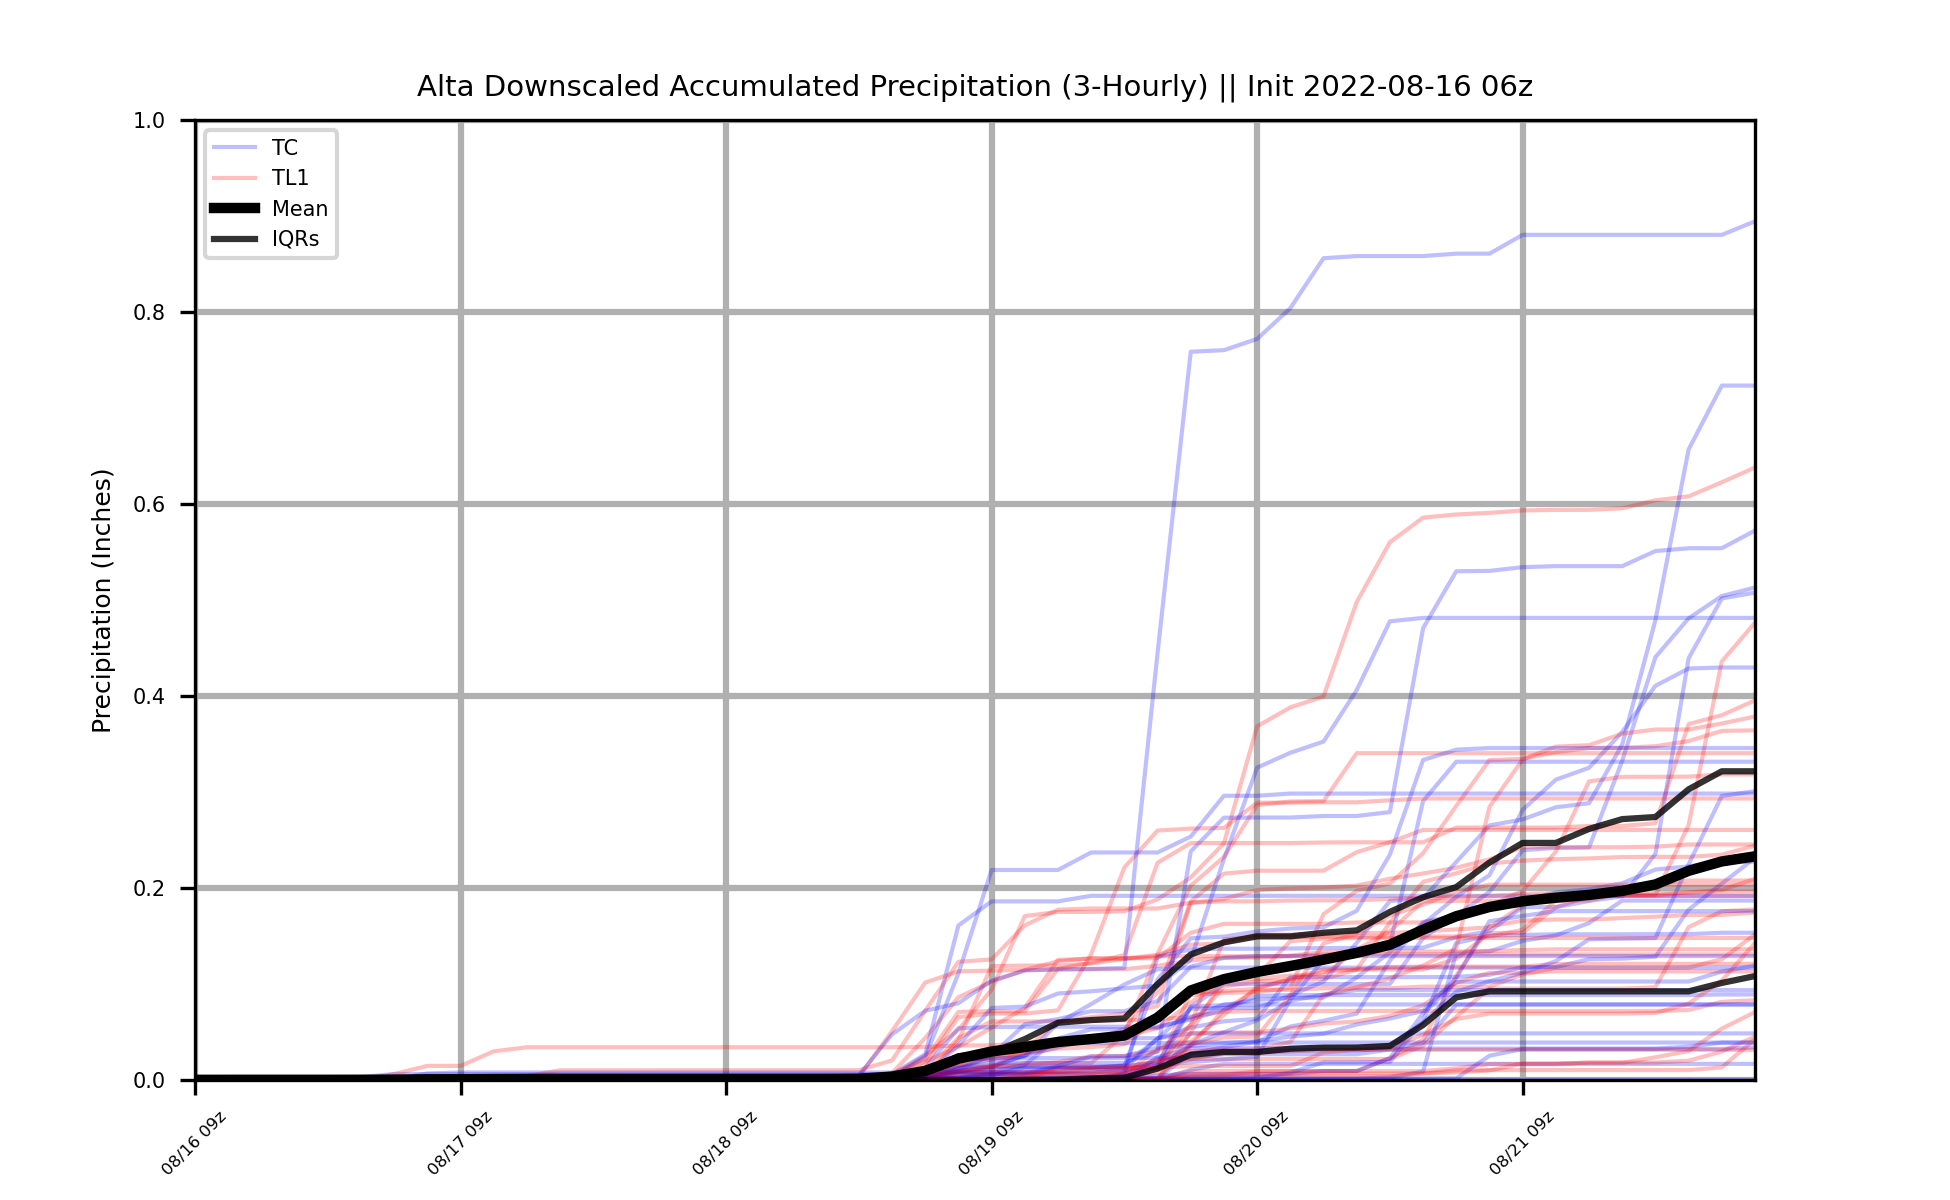 Alta Downscaled Accumulated Precipitation (3-Hourly) || Init 2022-08-16 06z
1.0
0.8
0.6
0.4
0.2
0.0
Precipitation (Inches)
TC
TL1
Mean
IQRs
08/16 09z
08/17 09z
08/18 09z
08/19 09z
08/20 09z
08/21 09z